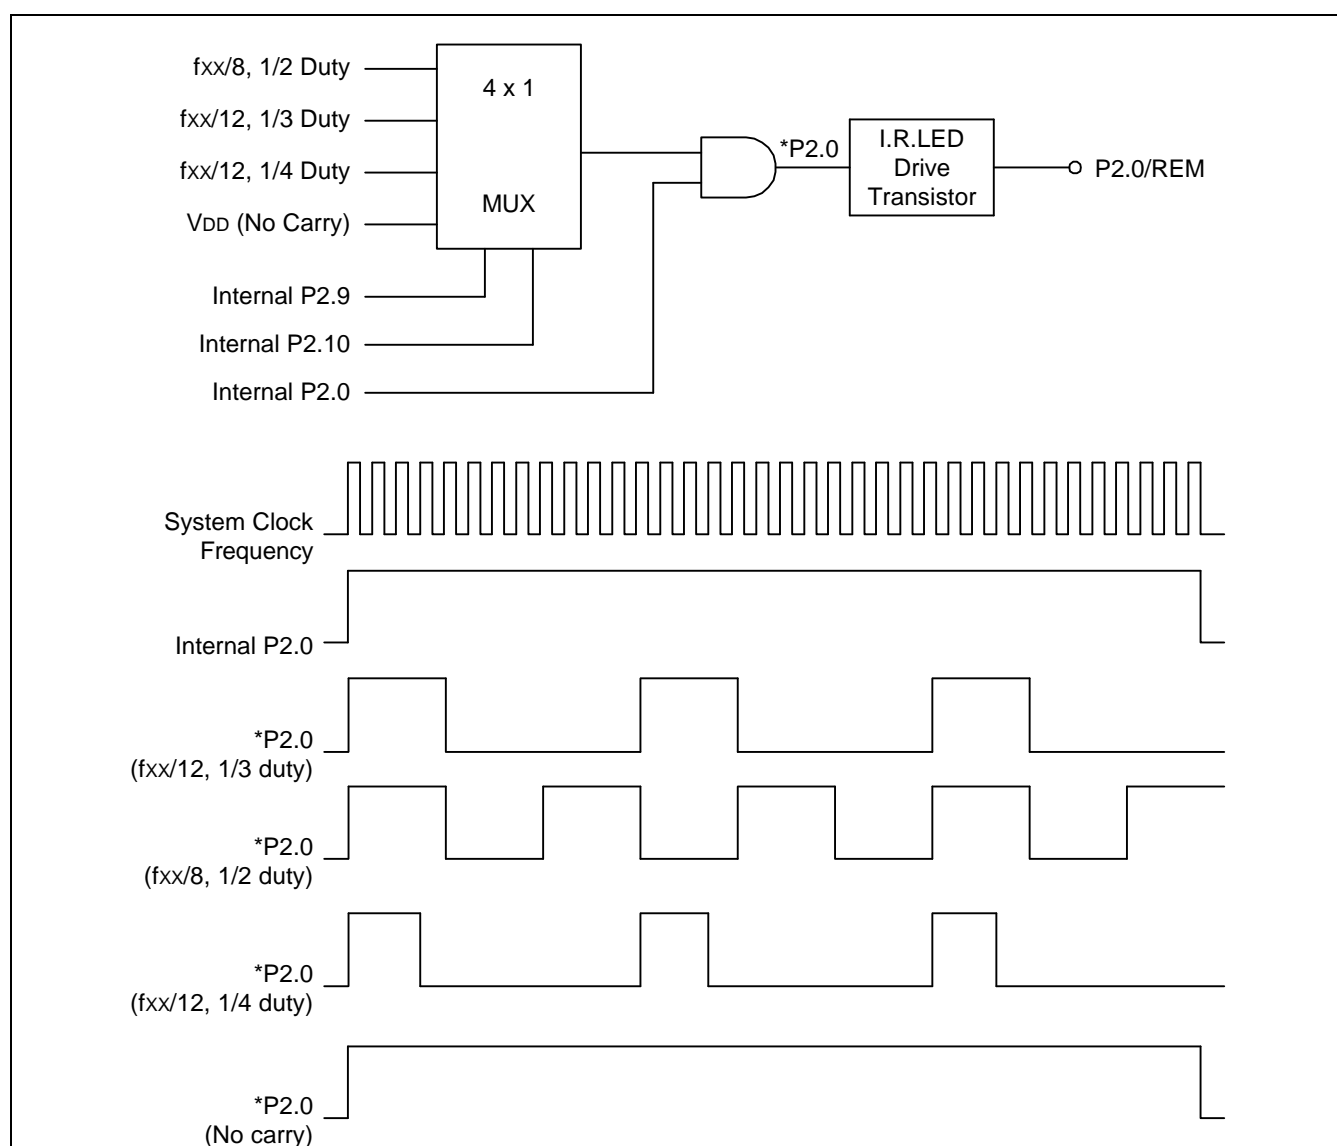 fxx/8, 1/2 Duty
fxx/12, 1/3 Duty
fxx/12, 1/4 Duty
VDD (No Carry)
4 x 1
MUX
Internal P2.9
Internal P2.10
Internal P2.0
*P2.0
I.R.LED
Drive
Transistor
P2.0/REM
System Clock
Frequency
Internal P2.0
*P2.0
(fxx/12, 1/3 duty)
*P2.0
(fxx/8, 1/2 duty)
*P2.0
(fxx/12, 1/4 duty)
*P2.0
(No carry)